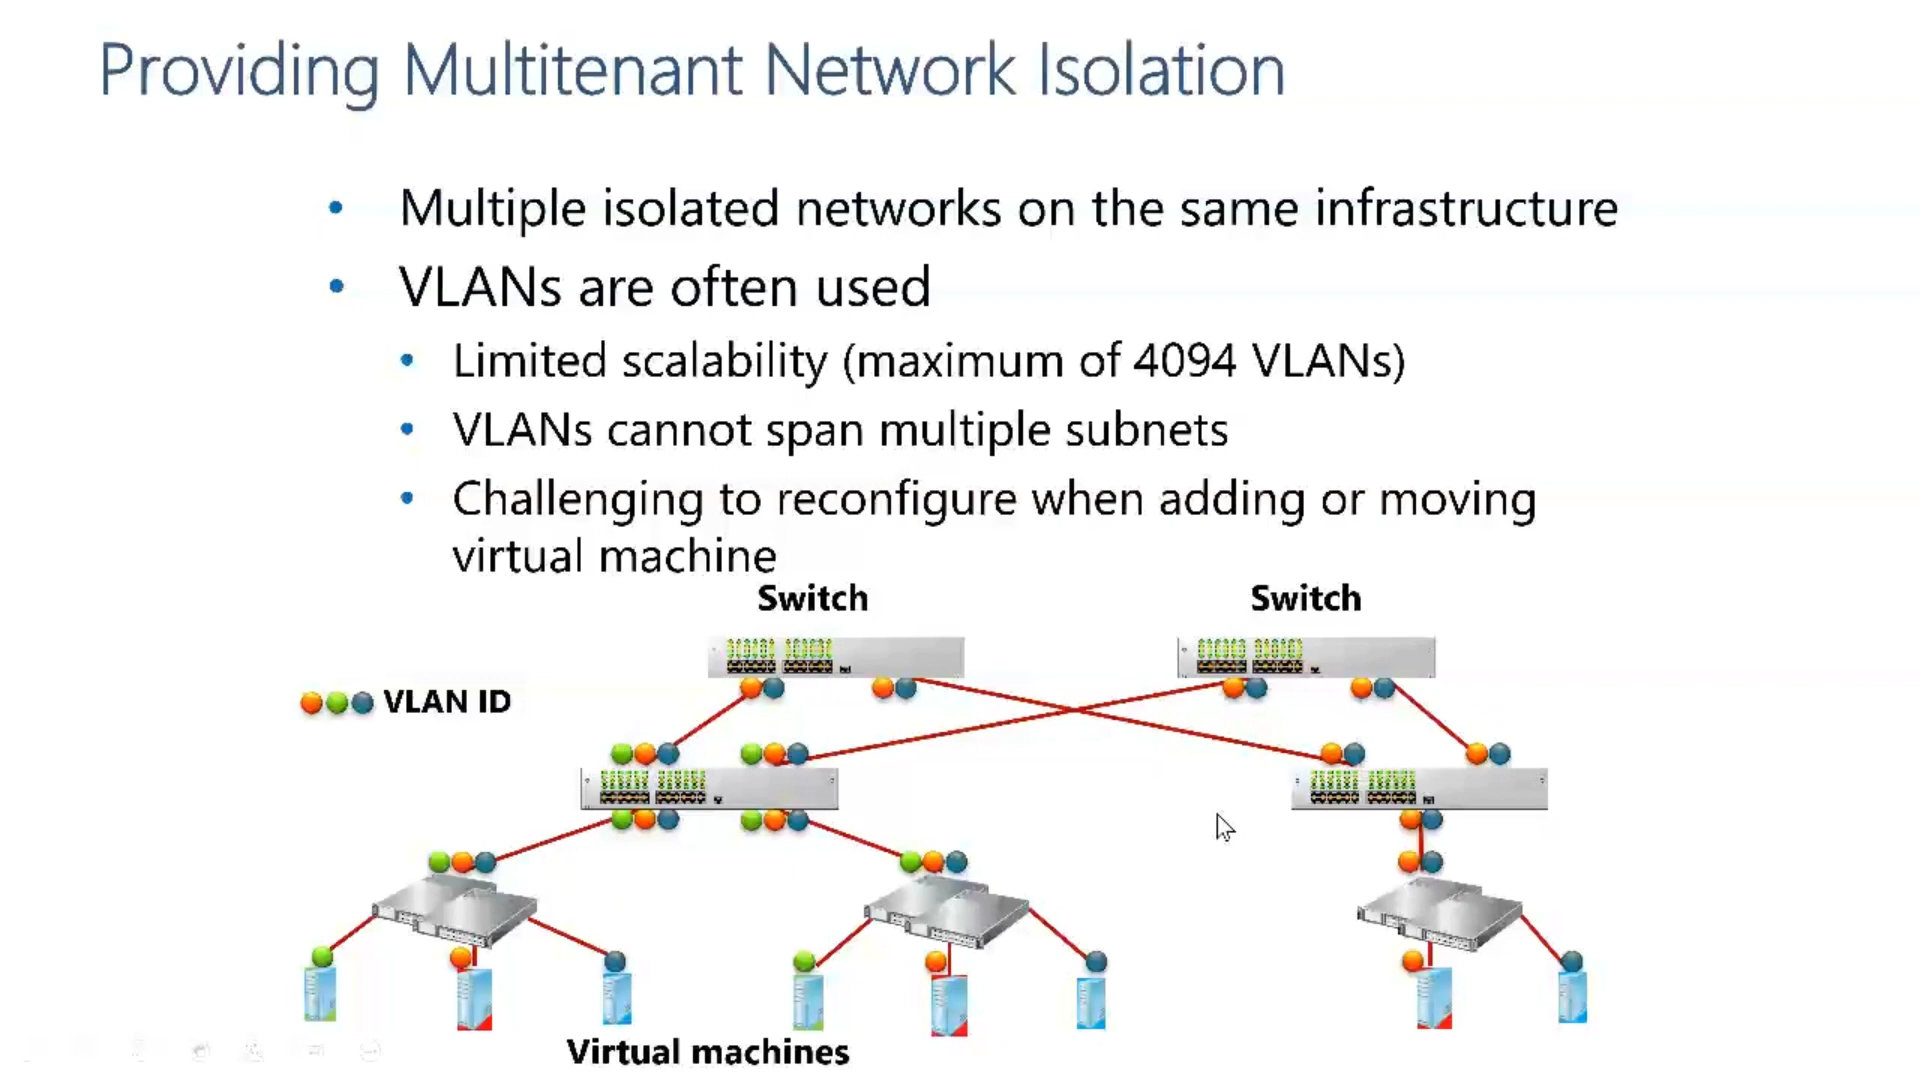 Providing Multitenant Network Isolation
• Multiple isolated networks on the same infrastructure
• VLANs are often used
• Limited scalability (maximum of 4094 VLANs)
• VLANs cannot span multiple subnets
• Challenging to reconfigure when adding or moving
virtual machine
Switch
Switch
VLAN ID
Virtual machines